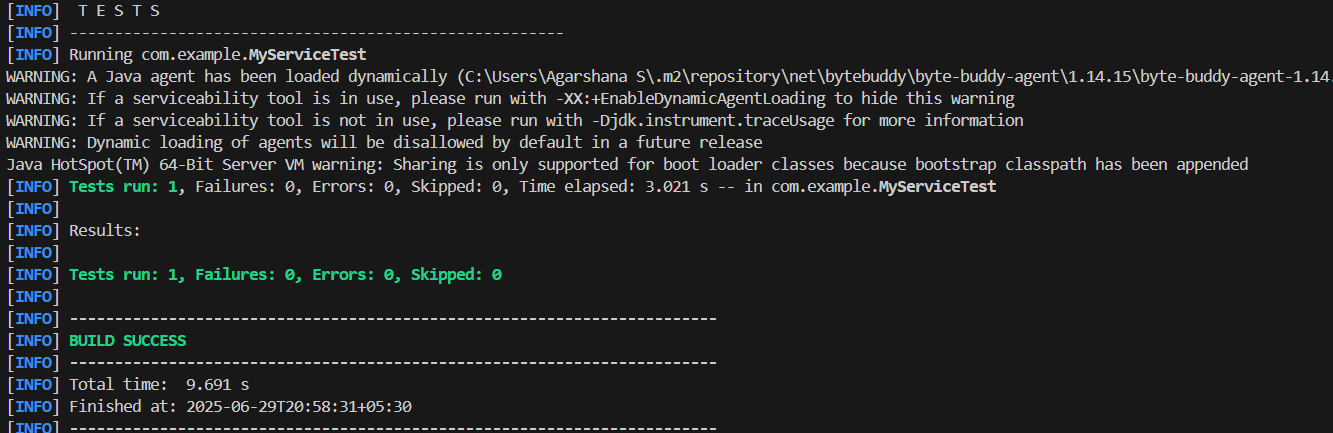 [INFO]  T E S T S
[INFO] -------------------------------------------------------
[INFO] Running com.example.MyServiceTest
WARNING: A Java agent has been loaded dynamically (C:\Users\Agarshana S\.m2\repository\net\bytebuddy\byte-buddy-agent\1.14.15\byte-buddy-agent-1.14.
WARNING: If a serviceability tool is in use, please run with -XX:+EnableDynamicAgentLoading to hide this warning
WARNING: If a serviceability tool is not in use, please run with -Djdk.instrument.traceUsage for more information
WARNING: Dynamic loading of agents will be disallowed by default in a future release
Java HotSpot(TM) 64-Bit Server VM warning: Sharing is only supported for boot loader classes because bootstrap classpath has been appended
[INFO] Tests run: 1, Failures: 0, Errors: 0, Skipped: 0, Time elapsed: 3.021 s -- in com.example.MyServiceTest
[INFO]
[INFO] Results:
[INFO]
[INFO] Tests run: 1, Failures: 0, Errors: 0, Skipped: 0
[INFO]
[INFO] ------------------------------------------------------------------------
[INFO] BUILD SUCCESS
[INFO] ------------------------------------------------------------------------
[INFO] Total time:  9.691 s
[INFO] Finished at: 2025-06-29T20:58:31+05:30
[INFO] ------------------------------------------------------------------------